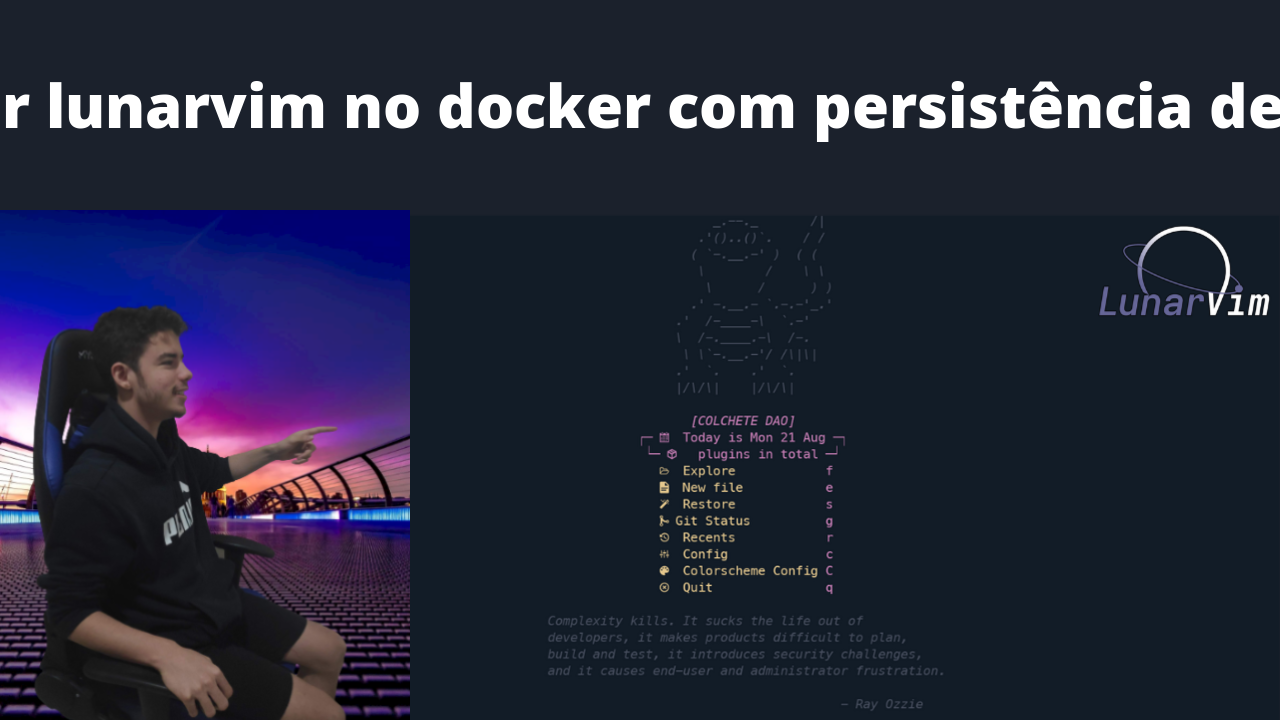 r lunarvim no docker com persistência de
LunarVim
[COLCHETE DAO]
Today is Mon 21 Aug
plugins in total
Explore f
New file e
Restore s
Git Status g
Recents r
Config c
Colorscheme Config C
Quit q
Complexity kills. It sucks the life out of
developers, it makes products difficult to plan,
build and test, it introduces security challenges,
and it causes end-user and administrator frustration.
— Ray Ozzie